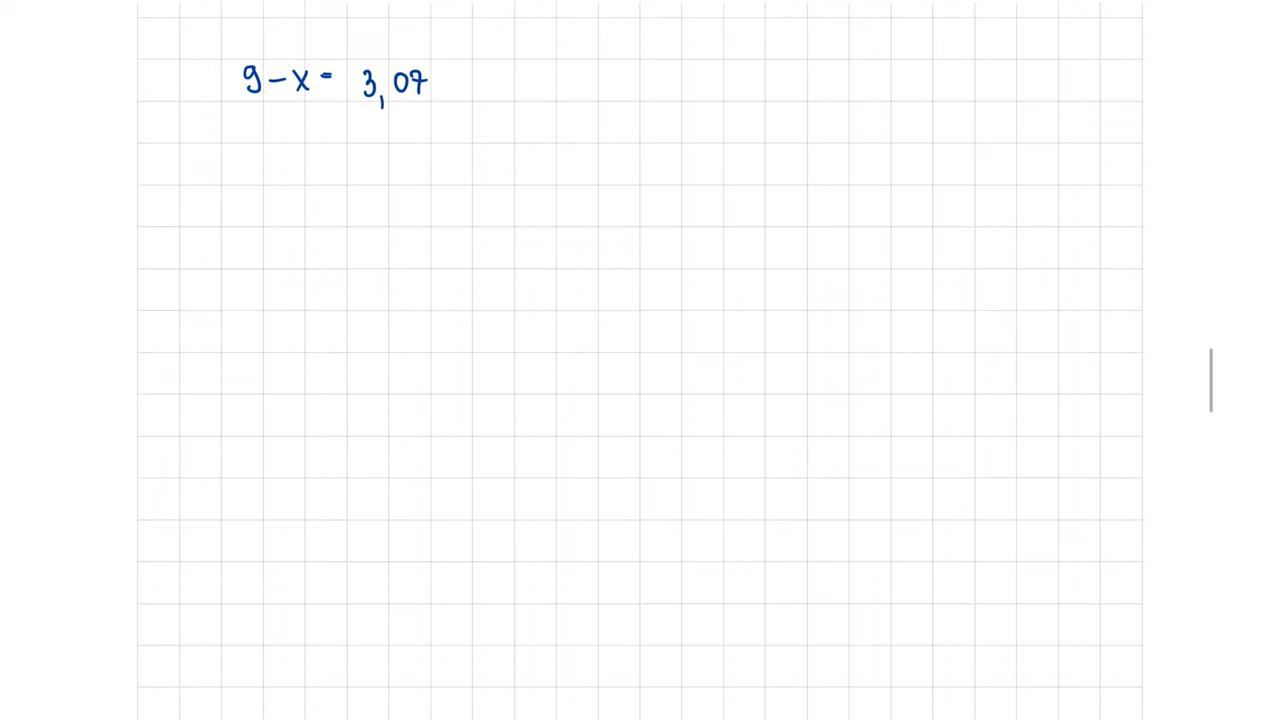 9 - x = 3,07